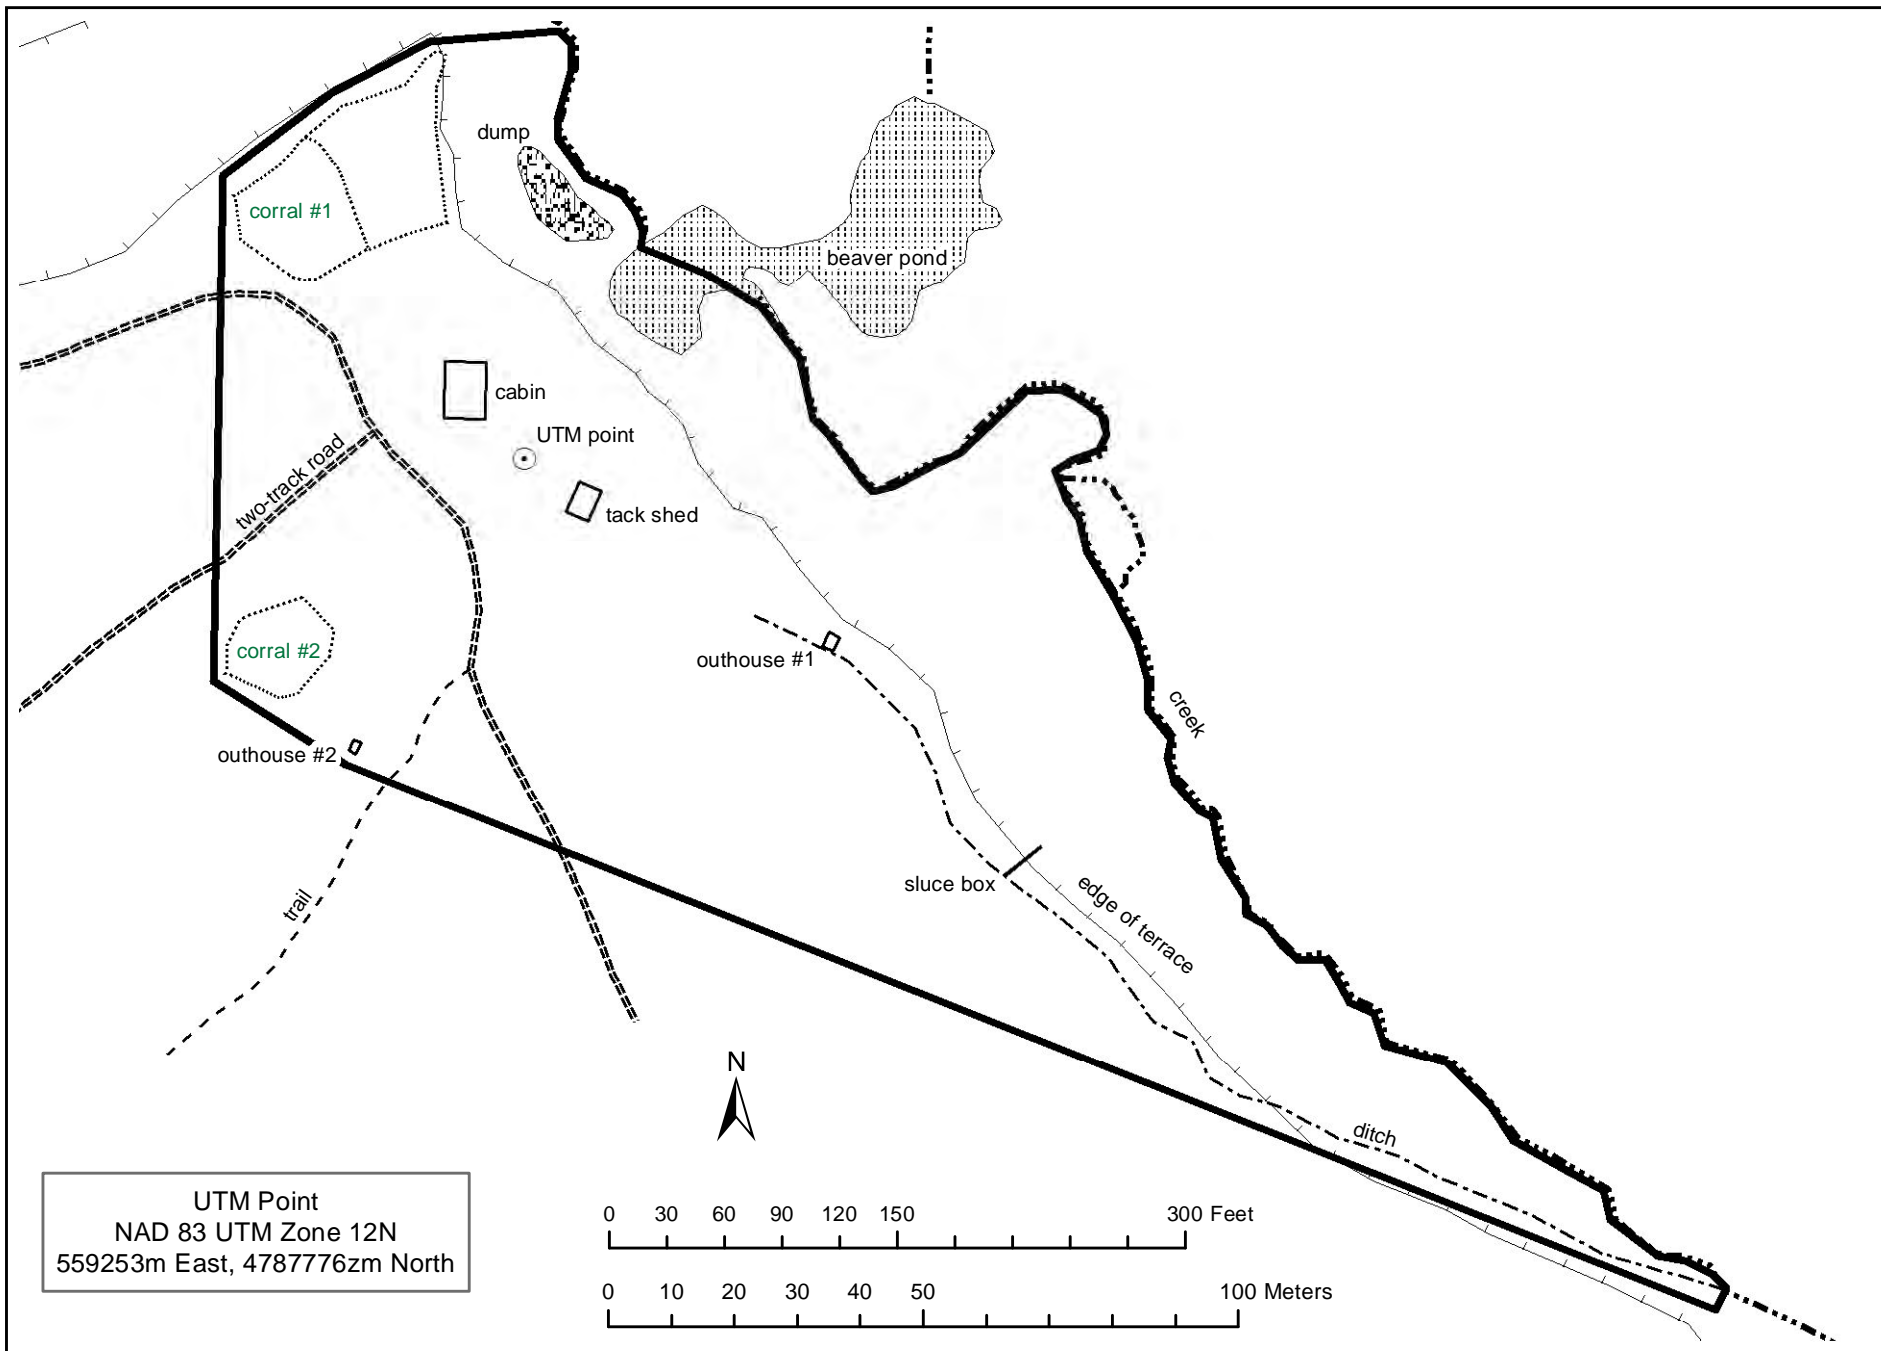 dump
corral #1
beaver pond
cabin
UTM point
two-track road
tack shed
corral #2
outhouse #1
creek
outhouse #2
sluce box
edge of terrace
trail
N
ditch
UTM Point
NAD 83 UTM Zone 12N
559253m East, 4787776zm North
0 30 60 90 120 150 300 Feet
0 10 20 30 40 50 100 Meters